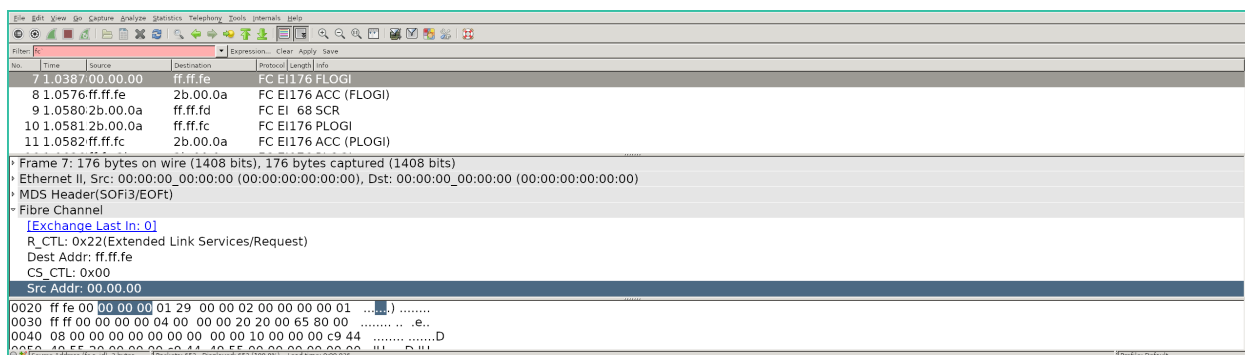 File Edit View Go Capture Analyze Statistics Telephony Tools Internals Help
Filter: fc Expression... Clear Apply Save
No. Time Source Destination Protocol Length Info
7 1.0387 00.00.00 ff.ff.fe FC EI 176 FLOGI
8 1.0576 ff.ff.fe 2b.00.0a FC EI 176 ACC (FLOGI)
9 1.0580 2b.00.0a ff.ff.fd FC EI 68 SCR
10 1.0581 2b.00.0a ff.ff.fc FC EI 176 PLOGI
11 1.0582 ff.ff.fc 2b.00.0a FC EI 176 ACC (PLOGI)
Frame 7: 176 bytes on wire (1408 bits), 176 bytes captured (1408 bits)
Ethernet II, Src: 00:00:00_00:00:00 (00:00:00:00:00:00), Dst: 00:00:00_00:00:00 (00:00:00:00:00:00)
MDS Header(SOFi3/EOFt)
Fibre Channel
[Exchange Last In: 0]
R_CTL: 0x22(Extended Link Services/Request)
Dest Addr: ff.ff.fe
CS_CTL: 0x00
Src Addr: 00.00.00
0020 ff fe 00 00 00 00 01 29 00 00 02 00 00 00 00 01 .......) ........
0030 ff ff 00 00 00 00 04 00 00 00 20 20 00 65 80 00 ........ .. .e..
0040 08 00 00 00 00 00 00 00 00 00 10 00 00 00 c9 44 ........ .......D